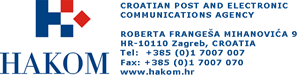 CROATIAN POST AND ELECTRONIC
COMMUNICATIONS AGENCY
ROBERTA FRANGEŠA MIHANOVIĆA 9
HR-10110 Zagreb, CROATIA
Tel: +385 (0)1 7007 007
Fax: +385 (0)1 7007 070
www.hakom.hr
HAKOM